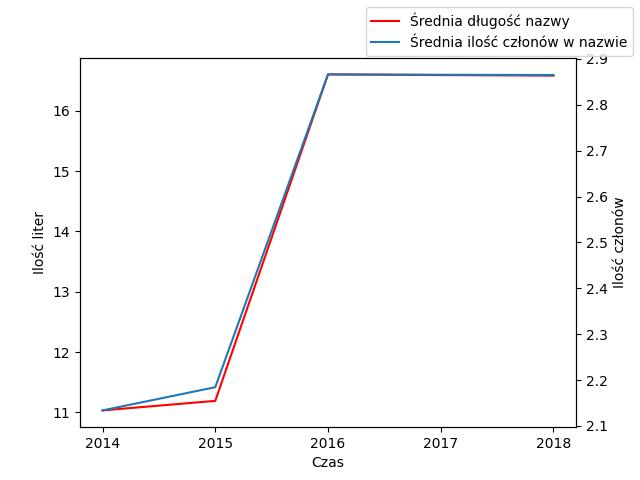 Średnia długość nazwy
Średnia ilość członów w nazwie
2.9
2.8
2.7
2.6
2.5
2.4
2.3
2.2
2.1
Ilość członów
16
15
14
13
12
11
Ilość liter
2014 2015 2016 2017 2018
Czas